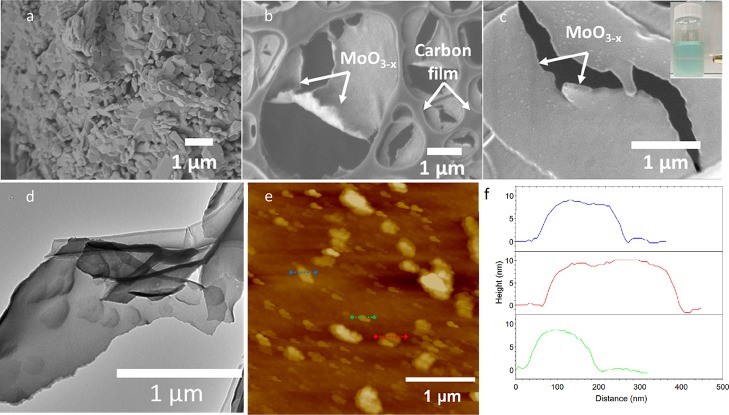 a
1 μm
b
MoO3-x
Carbon
film
1 μm
c
MoO3-x
1 μm
d
1 μm
e
1 μm
f
Height (nm)
10
5
0
10
5
0
10
5
0
0 100 200 300 400 500
Distance (nm)